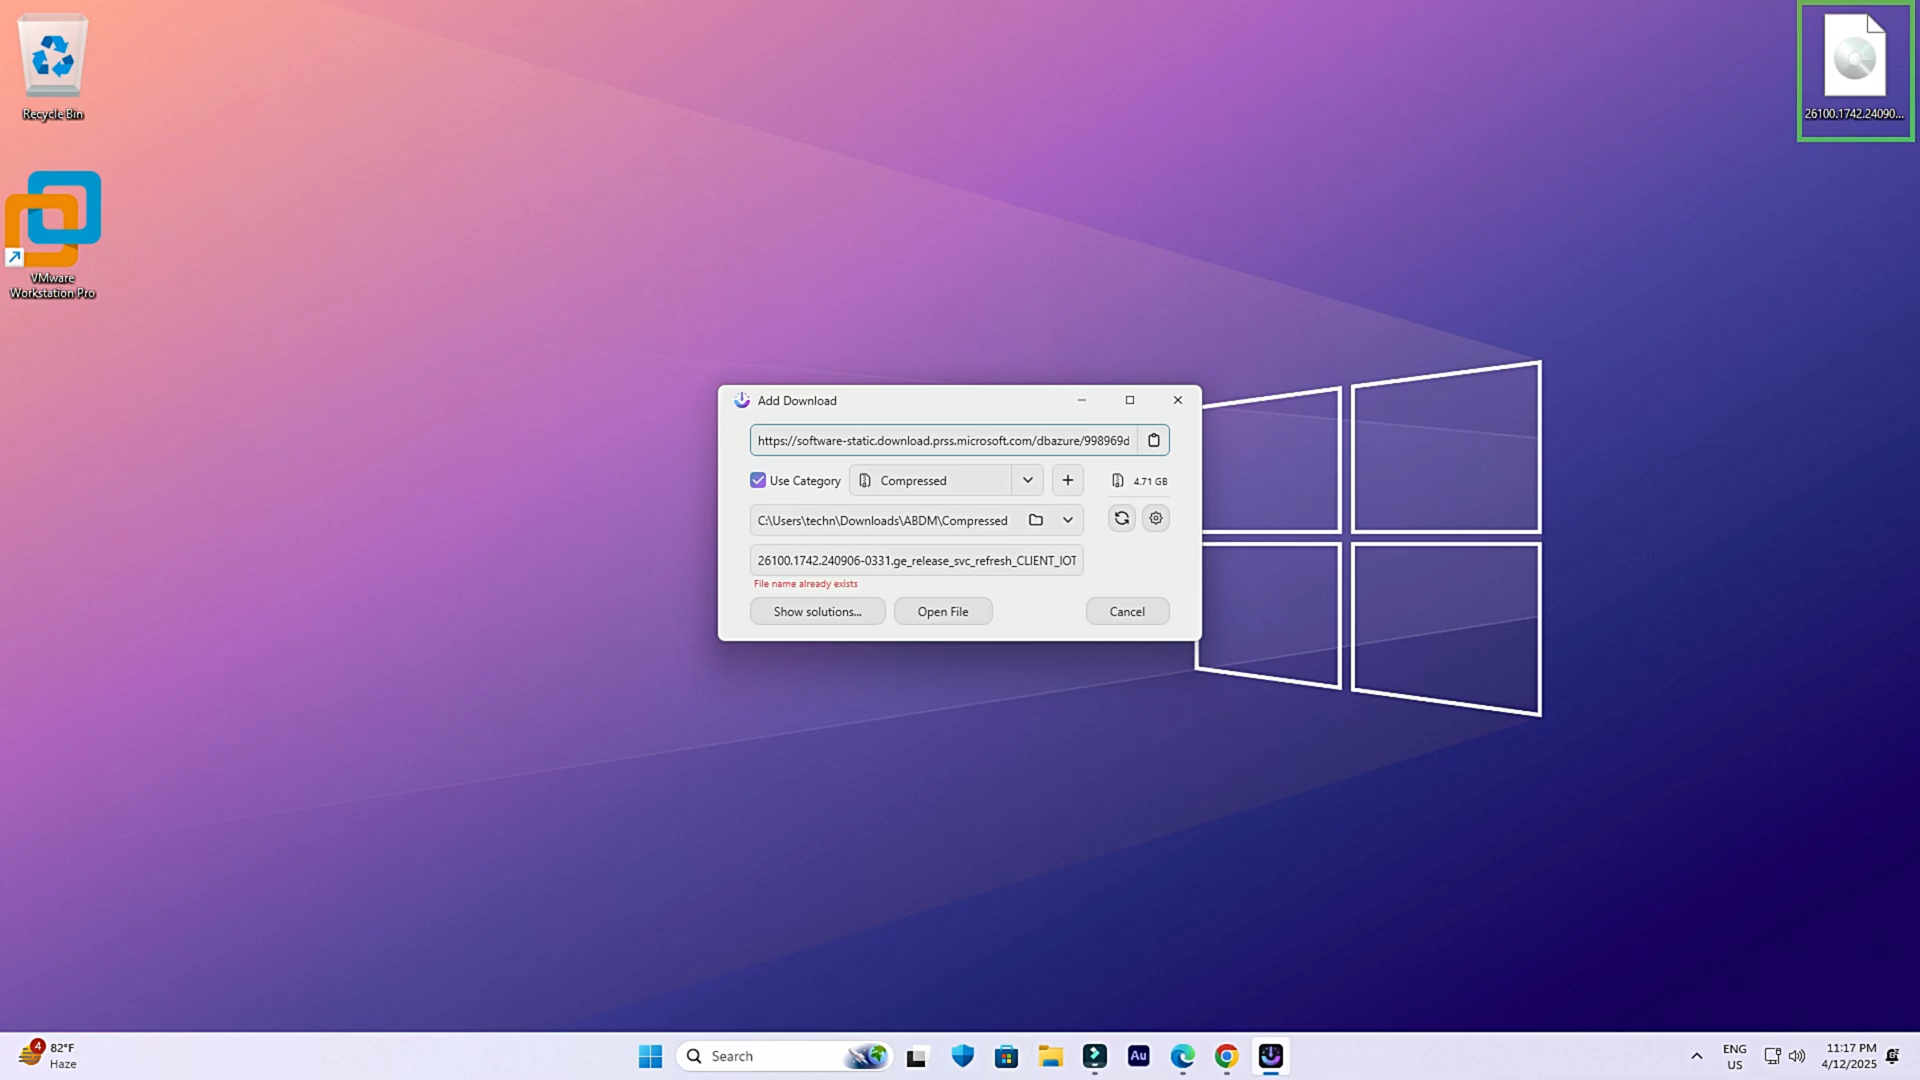 Recycle Bin
VMware
Workstation Pro
26100.1742.24090...
Add Download
https://software-static.download.prss.microsoft.com/dbazure/998969d
Use Category
Compressed
4.71 GB
C:\Users\techn\Downloads\ABDM\Compressed
26100.1742.240906-0331.ge_release_svc_refresh_CLIENT_IOT
File name already exists
Show solutions...
Open File
Cancel
4
82°F
Haze
Search
Au
ENG
US
11:17 PM
4/12/2025